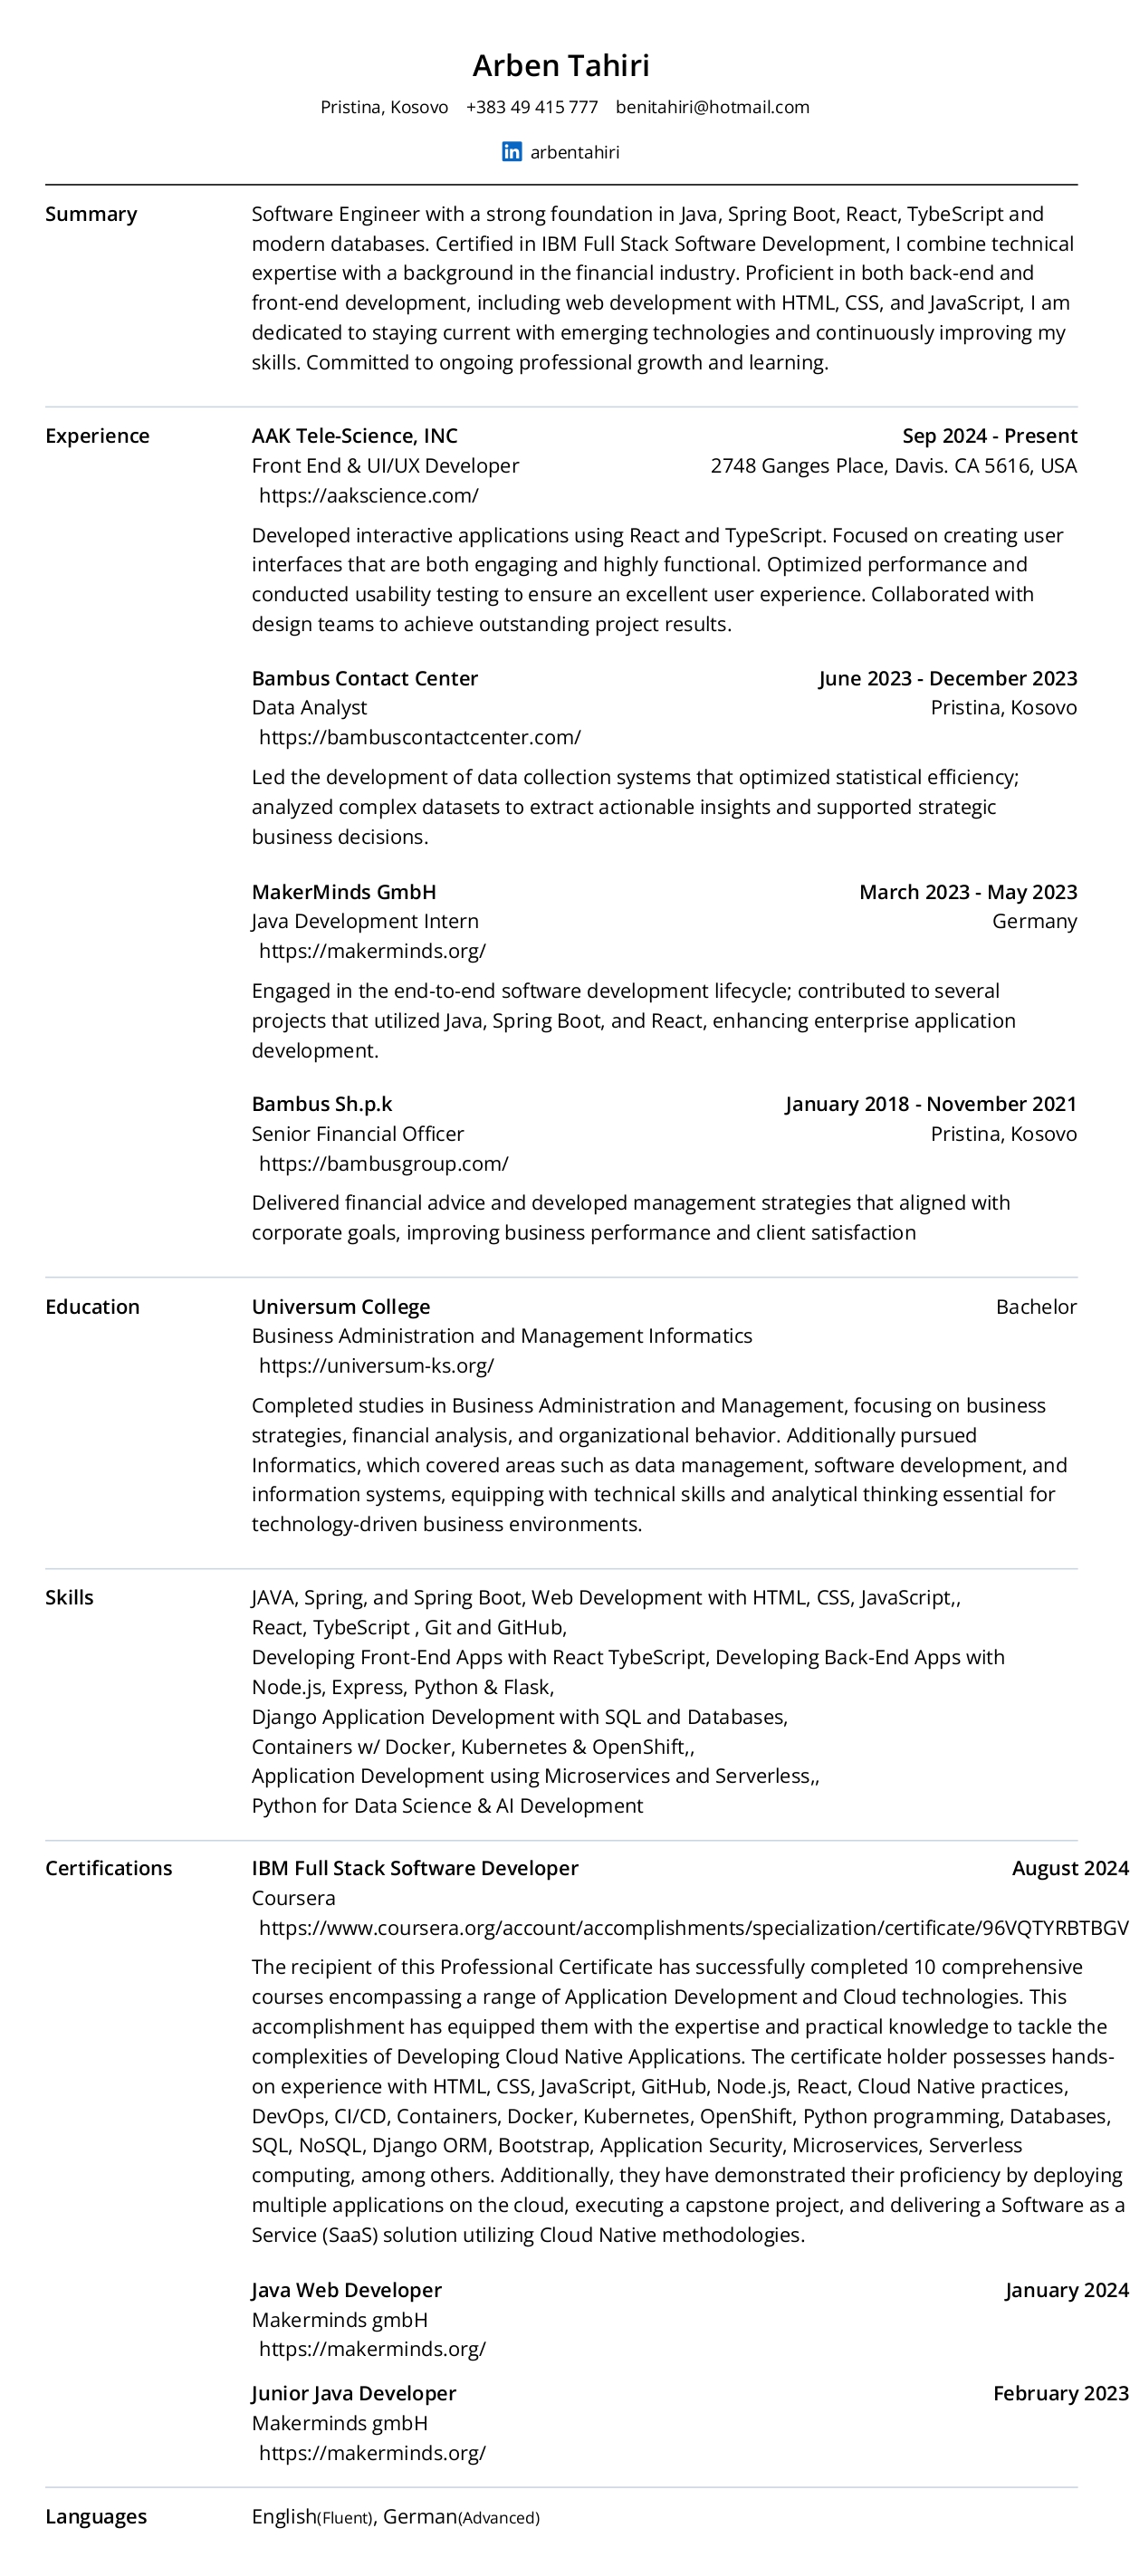 Arben Tahiri
Pristina, Kosovo +383 49 415 777 benitahiri@hotmail.com
in arbentahiri
Summary
Software Engineer with a strong foundation in Java, Spring Boot, React, TybeScript and
modern databases. Certified in IBM Full Stack Software Development, I combine technical
expertise with a background in the financial industry. Proficient in both back-end and
front-end development, including web development with HTML, CSS, and JavaScript, I am
dedicated to staying current with emerging technologies and continuously improving my
skills. Committed to ongoing professional growth and learning.
Experience
AAK Tele-Science, INC Sep 2024 - Present
Front End & UI/UX Developer 2748 Ganges Place, Davis. CA 5616, USA
https://aakscience.com/
Developed interactive applications using React and TypeScript. Focused on creating user
interfaces that are both engaging and highly functional. Optimized performance and
conducted usability testing to ensure an excellent user experience. Collaborated with
design teams to achieve outstanding project results.
Bambus Contact Center June 2023 - December 2023
Data Analyst Pristina, Kosovo
https://bambuscontactcenter.com/
Led the development of data collection systems that optimized statistical efficiency;
analyzed complex datasets to extract actionable insights and supported strategic
business decisions.
MakerMinds GmbH March 2023 - May 2023
Java Development Intern Germany
https://makerminds.org/
Engaged in the end-to-end software development lifecycle; contributed to several
projects that utilized Java, Spring Boot, and React, enhancing enterprise application
development.
Bambus Sh.p.k January 2018 - November 2021
Senior Financial Officer Pristina, Kosovo
https://bambusgroup.com/
Delivered financial advice and developed management strategies that aligned with
corporate goals, improving business performance and client satisfaction
Education
Universum College Bachelor
Business Administration and Management Informatics
https://universum-ks.org/
Completed studies in Business Administration and Management, focusing on business
strategies, financial analysis, and organizational behavior. Additionally pursued
Informatics, which covered areas such as data management, software development, and
information systems, equipping with technical skills and analytical thinking essential for
technology-driven business environments.
Skills
JAVA, Spring, and Spring Boot, Web Development with HTML, CSS, JavaScript,,
React, TybeScript , Git and GitHub,
Developing Front-End Apps with React TybeScript, Developing Back-End Apps with
Node.js, Express, Python & Flask,
Django Application Development with SQL and Databases,
Containers w/ Docker, Kubernetes & OpenShift,,
Application Development using Microservices and Serverless,,
Python for Data Science & AI Development
Certifications
IBM Full Stack Software Developer August 2024
Coursera
https://www.coursera.org/account/accomplishments/specialization/certificate/96VQTYRBTBGV
The recipient of this Professional Certificate has successfully completed 10 comprehensive
courses encompassing a range of Application Development and Cloud technologies. This
accomplishment has equipped them with the expertise and practical knowledge to tackle the
complexities of Developing Cloud Native Applications. The certificate holder possesses hands-
on experience with HTML, CSS, JavaScript, GitHub, Node.js, React, Cloud Native practices,
DevOps, CI/CD, Containers, Docker, Kubernetes, OpenShift, Python programming, Databases,
SQL, NoSQL, Django ORM, Bootstrap, Application Security, Microservices, Serverless
computing, among others. Additionally, they have demonstrated their proficiency by deploying
multiple applications on the cloud, executing a capstone project, and delivering a Software as a
Service (SaaS) solution utilizing Cloud Native methodologies.
Java Web Developer January 2024
Makerminds gmbH
https://makerminds.org/
Junior Java Developer February 2023
Makerminds gmbH
https://makerminds.org/
Languages
English(Fluent), German(Advanced)